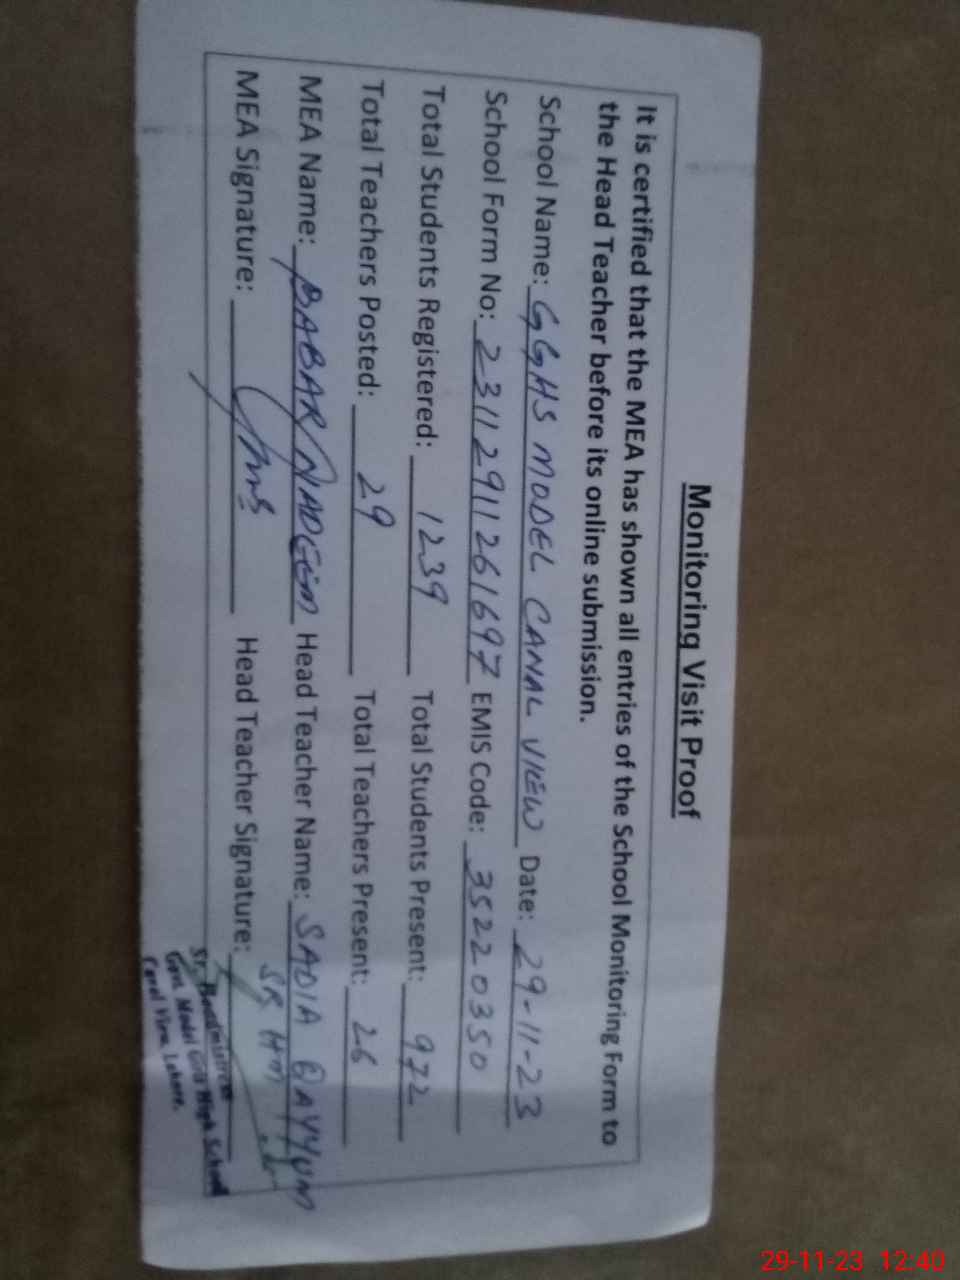 Monitoring Visit Proof
It is certified that the MEA has shown all entries of the School Monitoring Form to
the Head Teacher before its online submission.
School Name: GGHS MODEL CANAL VIEW Date: 29-11-23
School Form No: 23112911261697 EMIS Code: 35220350
Total Students Registered: 1239 Total Students Present: 972
Total Teachers Posted: 29 Total Teachers Present: 26
MEA Name: BABAR NADEEM Head Teacher Name: SADIA QAYYUM
SR HM
MEA Signature: Head Teacher Signature:
Sr. Headmistress
Govt. Model Girls High School
Canal View, Lahore.
29-11-23 12:40